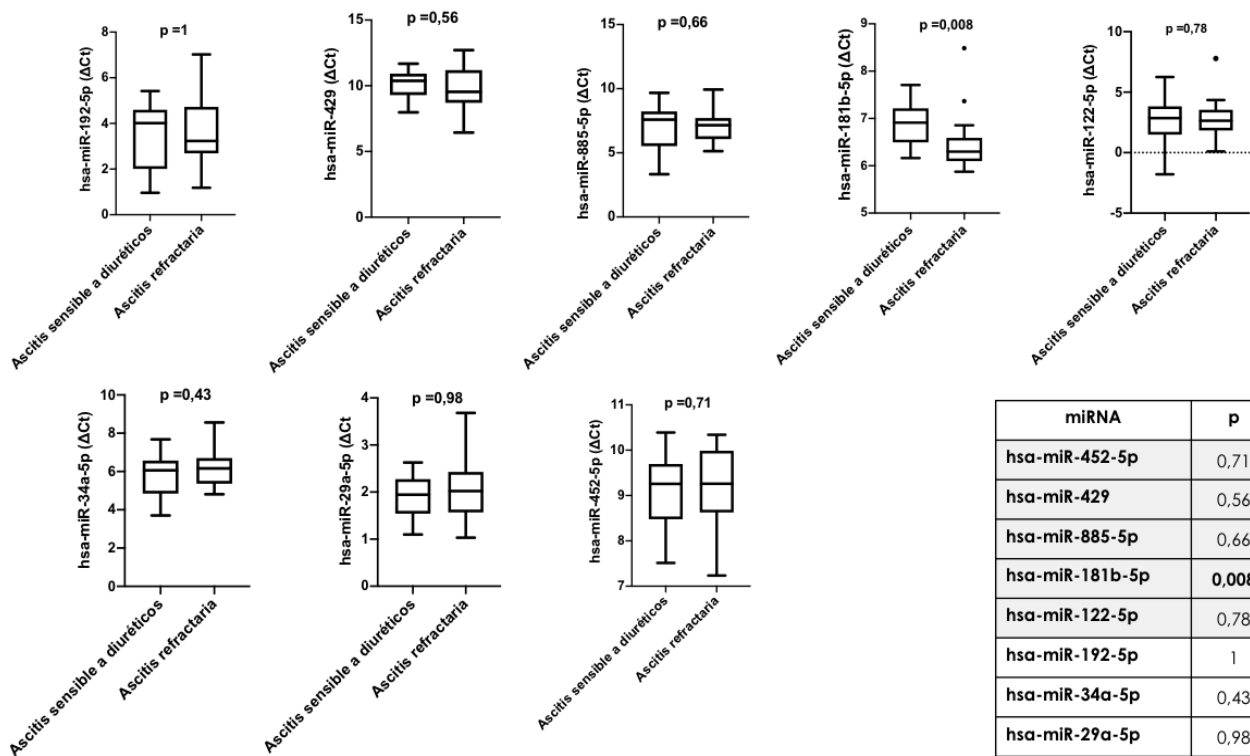 p =1
hsa-miR-192-5p (ΔCt)
8
6
4
2
0
Ascitis sensible a diuréticos
Ascitis refractaria
p =0,56
hsa-miR-429 (ΔCt)
15
10
5
0
Ascitis sensible a diuréticos
Ascitis refractaria
p =0,66
hsa-miR-885-5p (ΔCt)
15
10
5
0
Ascitis sensible a diuréticos
Ascitis refractaria
p =0,008
hsa-miR-181b-5p (ΔCt)
9
8
7
6
5
Ascitis sensible a diuréticos
Ascitis refractaria
p =0,78
hsa-miR-122-5p (ΔCt)
10
5
0
-5
Ascitis sensible a diuréticos
Ascitis refractaria
p =0,43
hsa-miR-34a-5p (ΔCt)
10
8
6
4
2
0
Ascitis sensible a diuréticos
Ascitis refractaria
p =0,98
hsa-miR-29a-5p (ΔCt)
4
3
2
1
0
Ascitis sensible a diuréticos
Ascitis refractaria
p =0,71
hsa-miR-452-5p (ΔCt)
11
10
9
8
7
Ascitis sensible a diuréticos
Ascitis refractaria
miRNA p
hsa-miR-452-5p 0,71
hsa-miR-429 0,56
hsa-miR-885-5p 0,66
hsa-miR-181b-5p 0,008
hsa-miR-122-5p 0,78
hsa-miR-192-5p 1
hsa-miR-34a-5p 0,43
hsa-miR-29a-5p 0,98